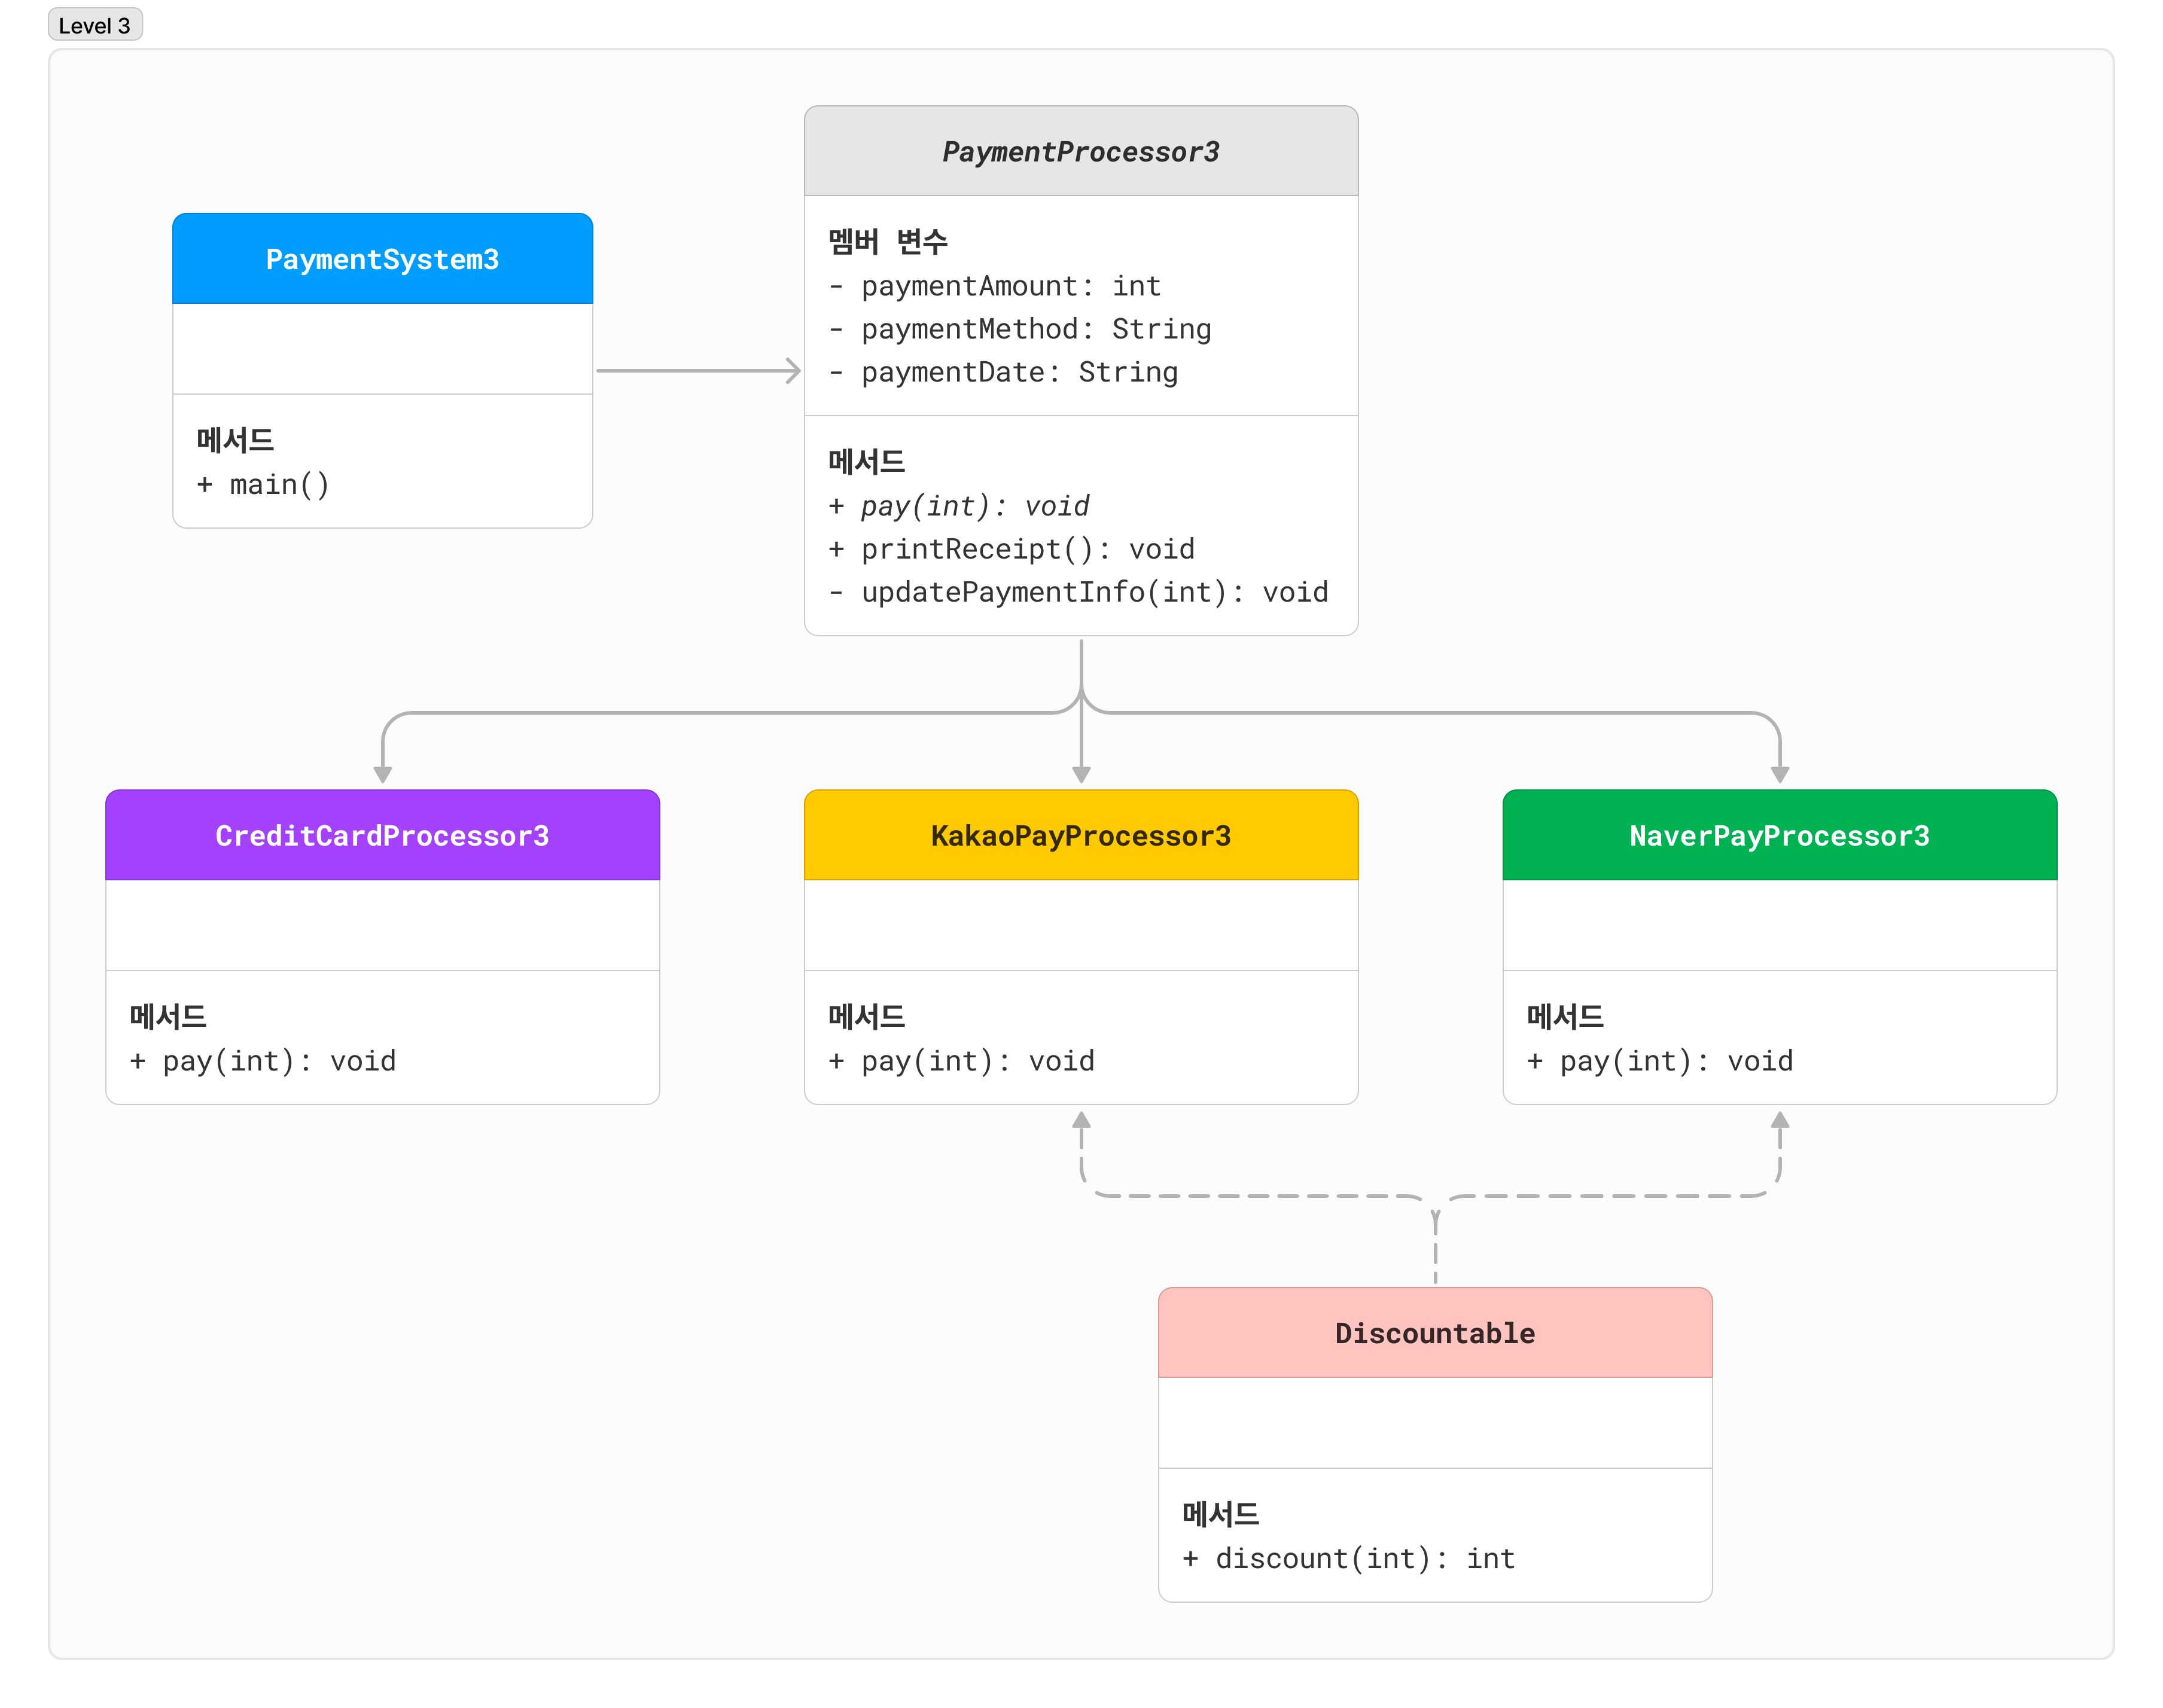 Level 3
PaymentProcessor3
멤버 변수
- paymentAmount: int
- paymentMethod: String
- paymentDate: String
메서드
+ pay(int): void
+ printReceipt(): void
- updatePaymentInfo(int): void
PaymentSystem3
메서드
+ main()
CreditCardProcessor3
메서드
+ pay(int): void
KakaoPayProcessor3
메서드
+ pay(int): void
NaverPayProcessor3
메서드
+ pay(int): void
Discountable
메서드
+ discount(int): int